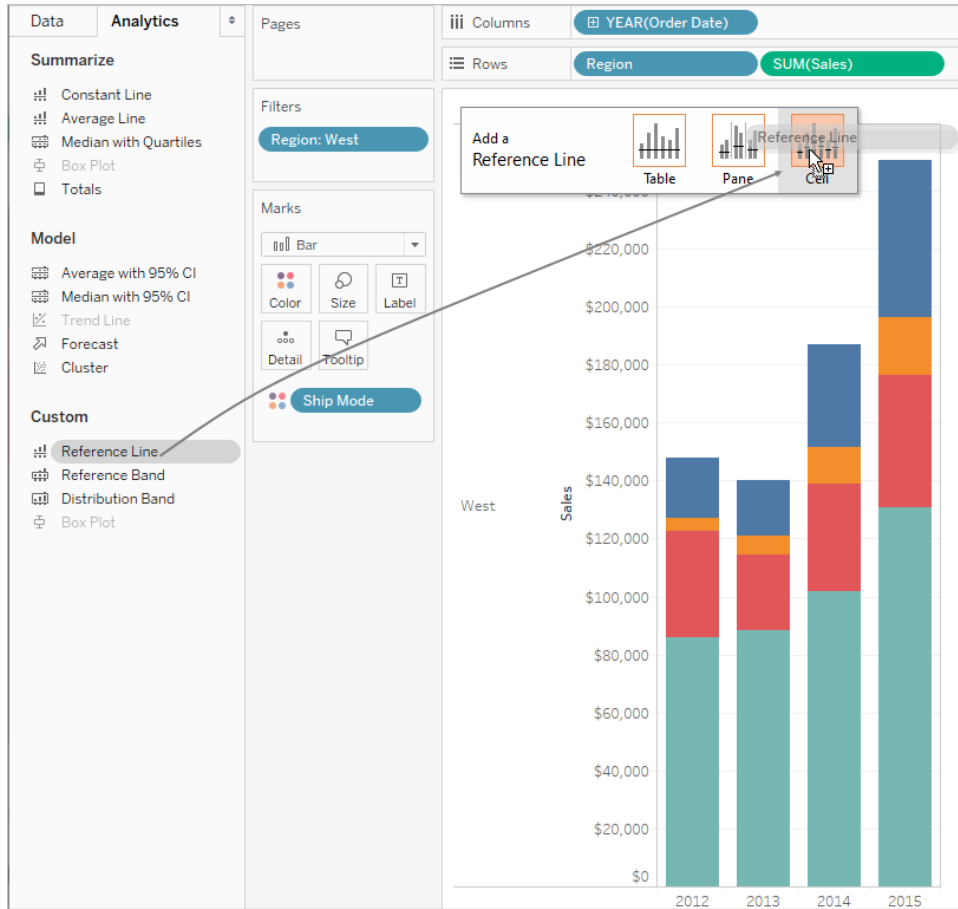 Data
Analytics
Summarize
Constant Line
Average Line
Median with Quartiles
Box Plot
Totals
Model
Average with 95% CI
Median with 95% CI
Trend Line
Forecast
Cluster
Custom
Reference Line
Reference Band
Distribution Band
Box Plot
Pages
Filters
Region: West
Marks
Bar
Color
Size
T
Label
Detail
Tooltip
Ship Mode
Columns
YEAR(Order Date)
Rows
Region
SUM(Sales)
Add a
Reference Line
Table
Pane
Cell
Reference Line
West
Sales
$240,000
$220,000
$200,000
$180,000
$160,000
$140,000
$120,000
$100,000
$80,000
$60,000
$40,000
$20,000
$0
2012
2013
2014
2015